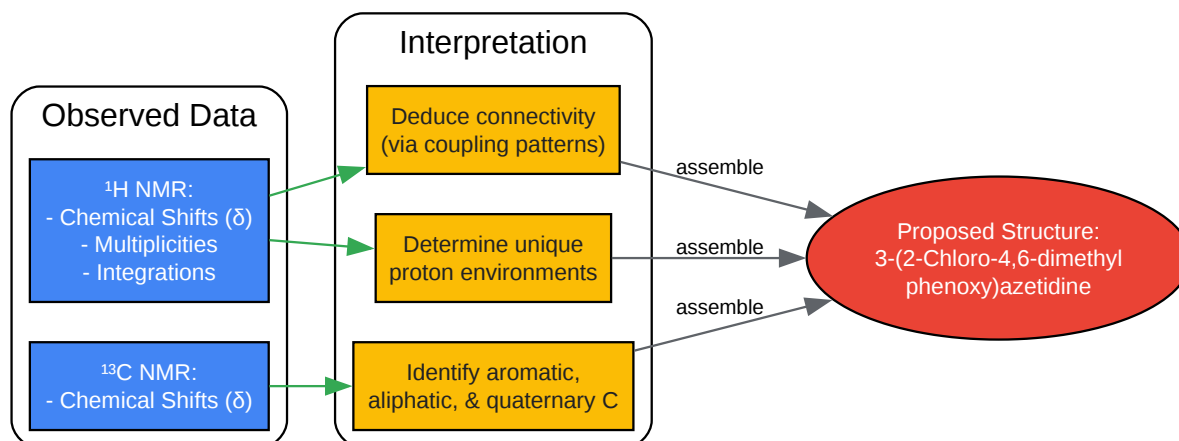 Observed Data
¹H NMR:
- Chemical Shifts (δ)
- Multiplicities
- Integrations
¹³C NMR:
- Chemical Shifts (δ)
Interpretation
Deduce connectivity
(via coupling patterns)
Determine unique
proton environments
Identify aromatic,
aliphatic, & quaternary C
assemble
assemble
assemble
Proposed Structure:
3-(2-Chloro-4,6-dimethyl
phenoxy)azetidine